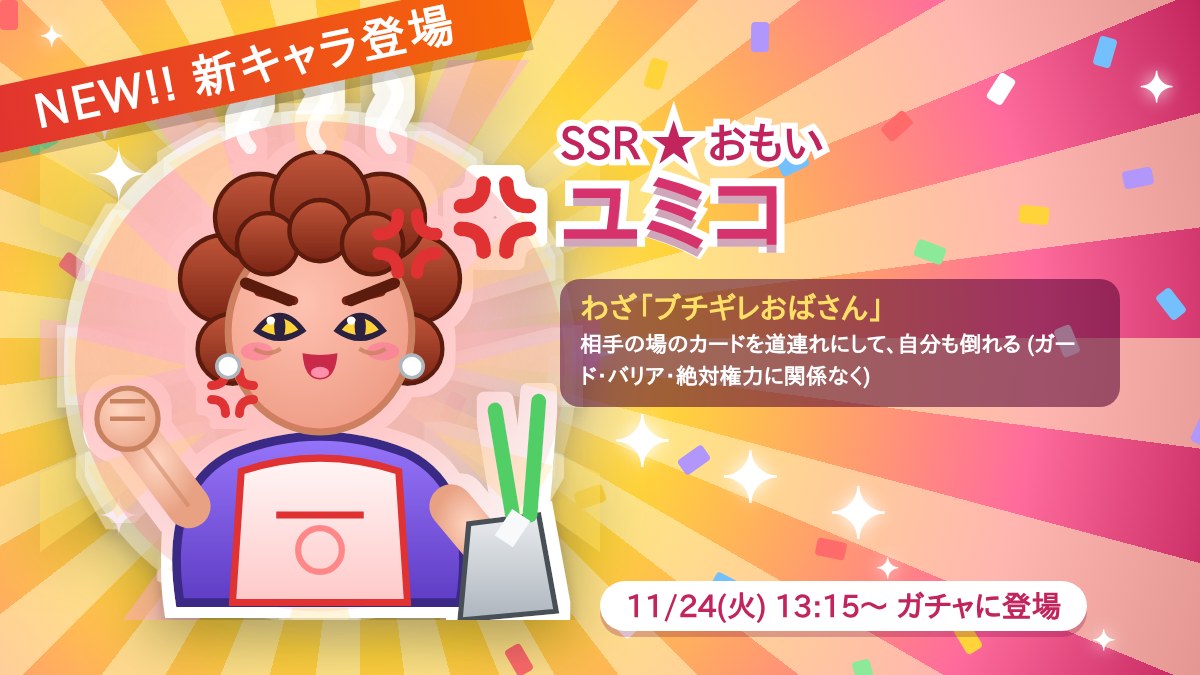 NEW!! 新キャラ登場
SSR★おもい
ユミコ
わざ「ブチギレおばさん」
相手の場のカードを道連れにして、自分も倒れる (ガー
ド・バリア・絶対権力に関係なく)
11/24(火) 13:15〜 ガチャに登場